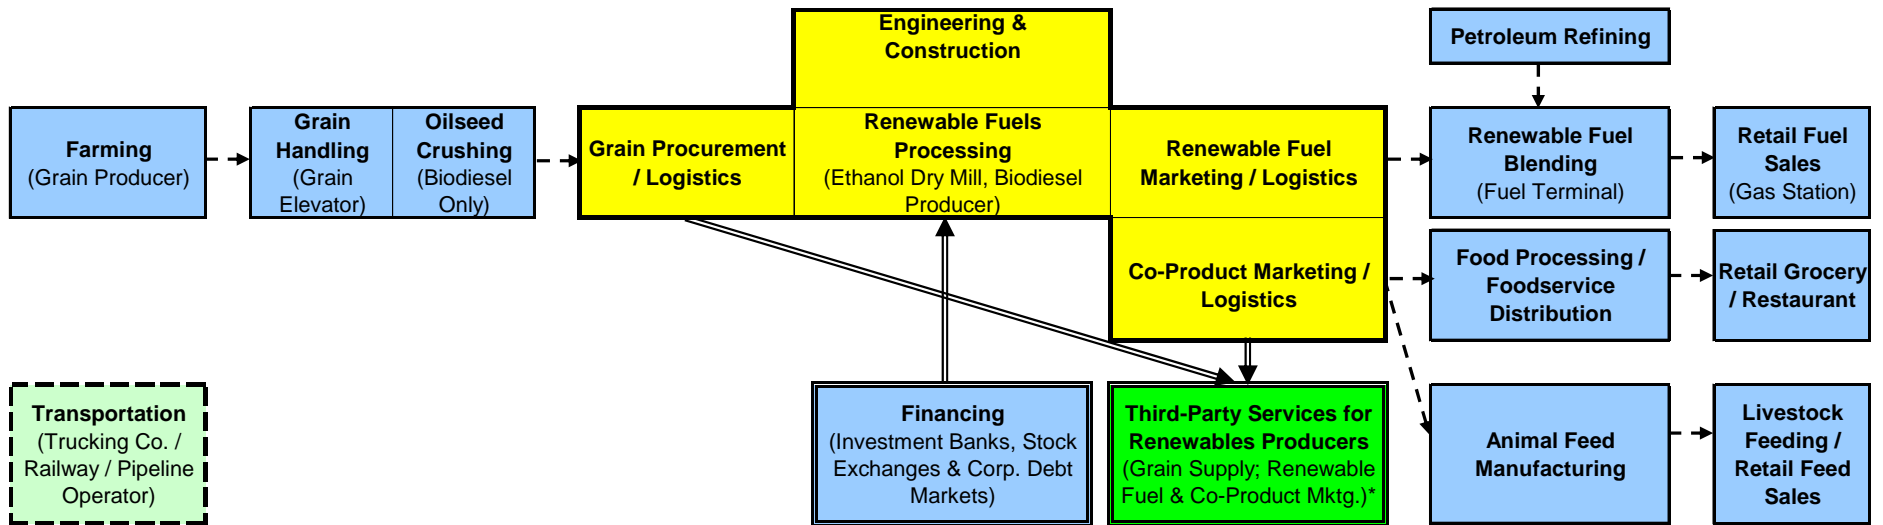 Engineering &
Construction
Petroleum Refining
Farming
(Grain Producer)
Grain
Handling
(Grain
Elevator)
Oilseed
Crushing
(Biodiesel
Only)
Grain Procurement
/ Logistics
Renewable Fuels
Processing
(Ethanol Dry Mill, Biodiesel
Producer)
Renewable Fuel
Marketing / Logistics
Renewable Fuel
Blending
(Fuel Terminal)
Retail Fuel
Sales
(Gas Station)
Co-Product Marketing /
Logistics
Food Processing /
Foodservice
Distribution
Retail Grocery
/ Restaurant
Transportation
(Trucking Co. /
Railway / Pipeline
Operator)
Financing
(Investment Banks, Stock
Exchanges & Corp. Debt
Markets)
Third-Party Services for
Renewables Producers
(Grain Supply; Renewable
Fuel & Co-Product Mktg.)*
Animal Feed
Manufacturing
Livestock
Feeding /
Retail Feed
Sales